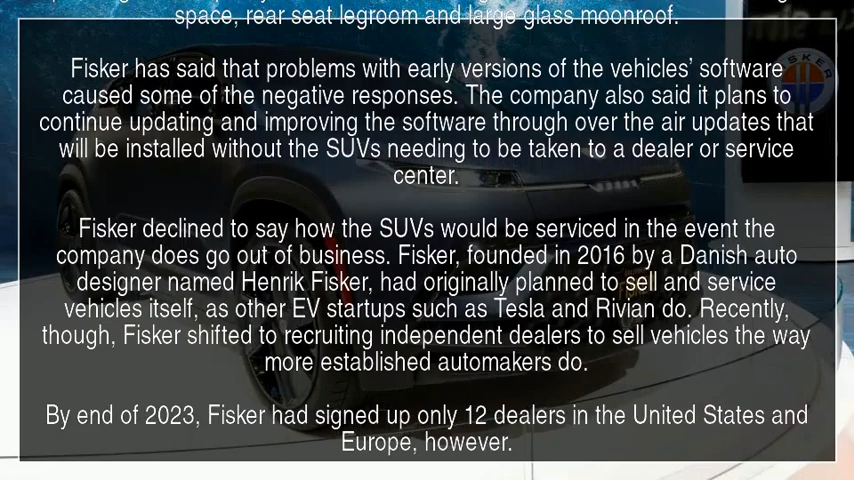 space, rear seat legroom and large glass moonroof.
Fisker has said that problems with early versions of the vehicles’ software
caused some of the negative responses. The company also said it plans to
continue updating and improving the software through over the air updates that
will be installed without the SUVs needing to be taken to a dealer or service
center.
Fisker declined to say how the SUVs would be serviced in the event the
company does go out of business. Fisker, founded in 2016 by a Danish auto
designer named Henrik Fisker, had originally planned to sell and service
vehicles itself, as other EV startups such as Tesla and Rivian do. Recently,
though, Fisker shifted to recruiting independent dealers to sell vehicles the way
more established automakers do.
By end of 2023, Fisker had signed up only 12 dealers in the United States and
Europe, however.
FISKER